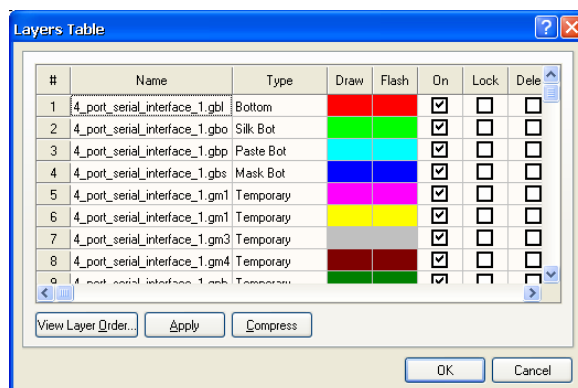 Layers Table
# Name Type Draw Flash On Lock Dele
1 4_port_serial_interface_1.gbl Bottom
2 4_port_serial_interface_1.gbo Silk Bot
3 4_port_serial_interface_1.gbp Paste Bot
4 4_port_serial_interface_1.gbs Mask Bot
5 4_port_serial_interface_1.gm1 Temporary
6 4_port_serial_interface_1.gm1 Temporary
7 4_port_serial_interface_1.gm3 Temporary
8 4_port_serial_interface_1.gm4 Temporary
View Layer Order... Apply Compress
OK Cancel